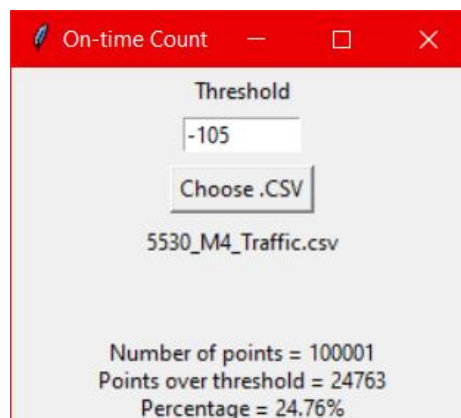 On-time Count
Threshold
-105
Choose .CSV
5530_M4_Traffic.csv
Number of points = 100001
Points over threshold = 24763
Percentage = 24.76%